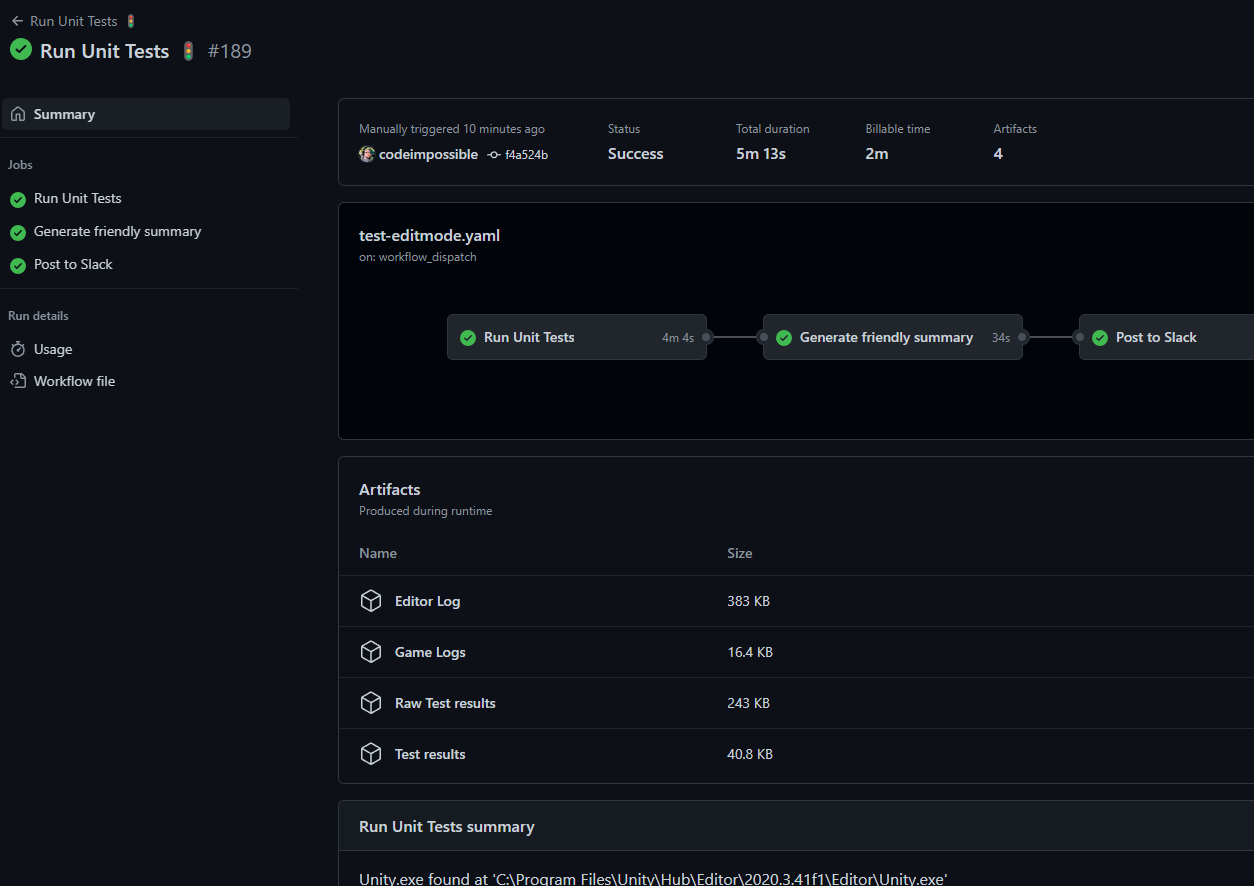 Run Unit Tests
Run Unit Tests #189
Summary
Jobs
Run Unit Tests
Generate friendly summary
Post to Slack
Run details
Usage
Workflow file
Manually triggered 10 minutes ago
codeimpossible f4a524b
Status
Success
Total duration
5m 13s
Billable time
2m
Artifacts
4
test-editmode.yaml
on: workflow_dispatch
Run Unit Tests 4m 4s
Generate friendly summary 34s
Post to Slack
Artifacts
Produced during runtime
Name Size
Editor Log 383 KB
Game Logs 16.4 KB
Raw Test results 243 KB
Test results 40.8 KB
Run Unit Tests summary
Unity.exe found at 'C:\Program Files\Unity\Hub\Editor\2020.3.41f1\Editor\Unity.exe'